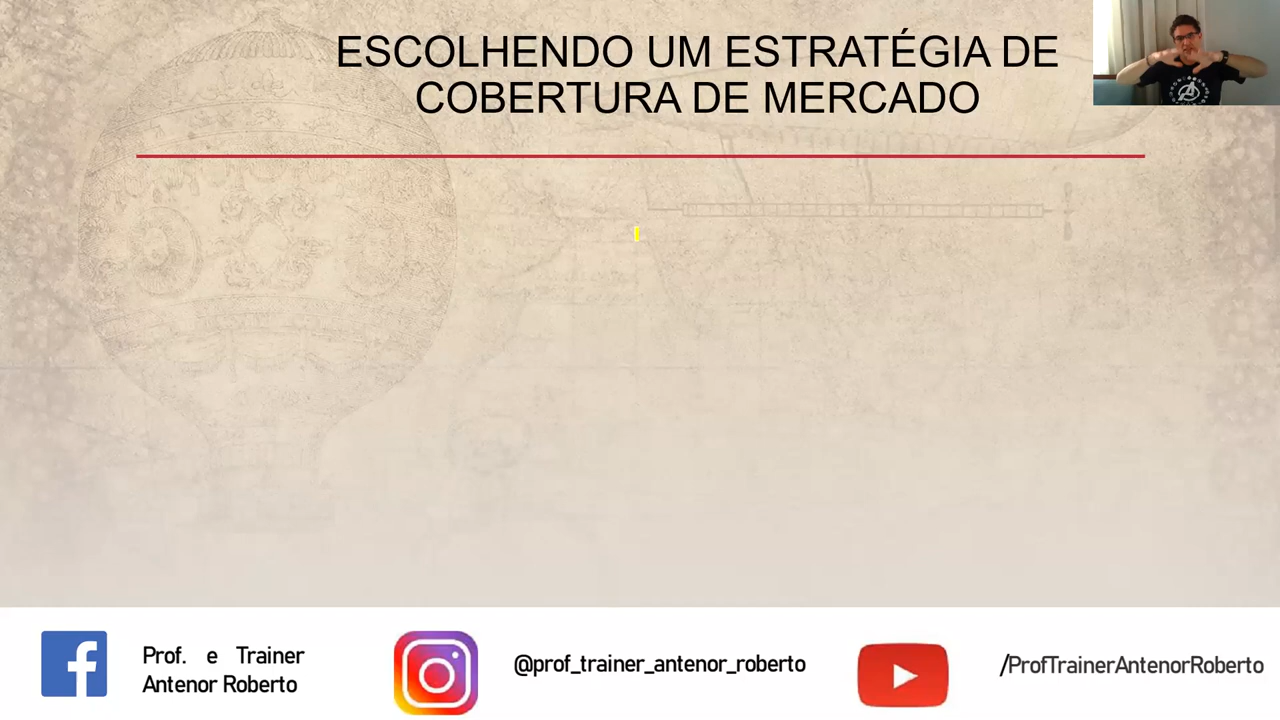 ESCOLHENDO UM ESTRATÉGIA DE
COBERTURA DE MERCADO
Prof. e Trainer
Antenor Roberto
@prof_trainer_antenor_roberto
/ProfTrainerAntenorRoberto